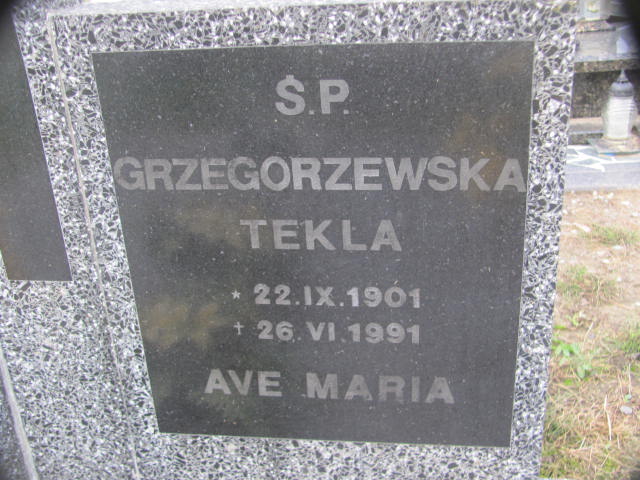 Ś.P.
GRZEGORZEWSKA
TEKLA
* 22.IX.1901
+ 26.VI.1991
AVE MARIA